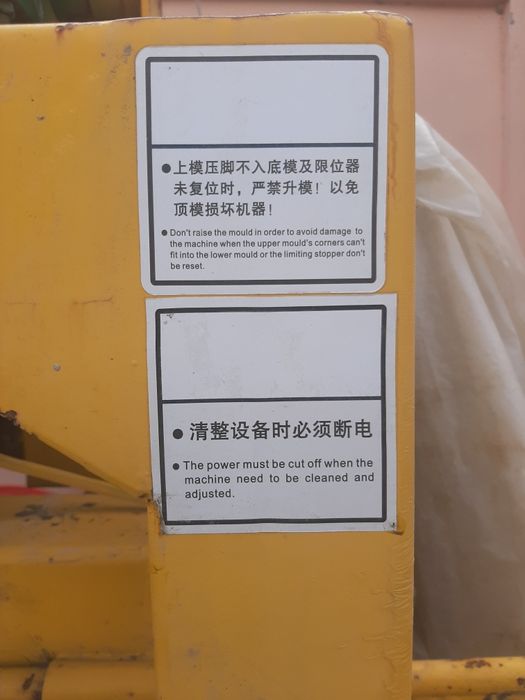 ●上模压脚不入底模及限位器
未复位时，严禁升模！以免
顶模损坏机器！
● Don't raise the mould in order to avoid damage to
the machine when the upper mould's corners can't
fit into the lower mould or the limiting stopper don't
be reset.
● 清整设备时必须断电
● The power must be cut off when the
machine need to be cleaned and
adjusted.